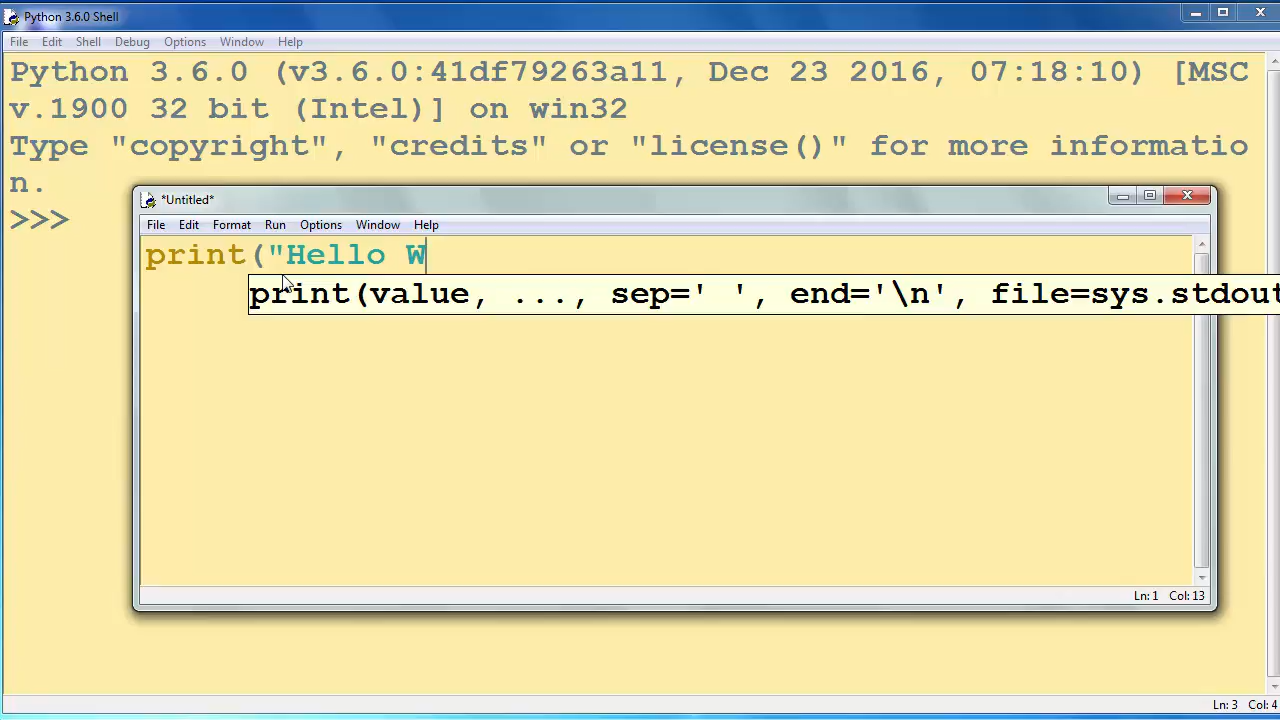 Python 3.6.0 Shell
File Edit Shell Debug Options Window Help
Python 3.6.0 (v3.6.0:41df79263a11, Dec 23 2016, 07:18:10) [MSC
v.1900 32 bit (Intel)] on win32
Type "copyright", "credits" or "license()" for more informatio
n.
>>>
*Untitled*
File Edit Format Run Options Window Help
print("Hello W
print(value, ..., sep=' ', end='\n', file=sys.stdout
Ln: 1 Col: 13
Ln: 3 Col: 4